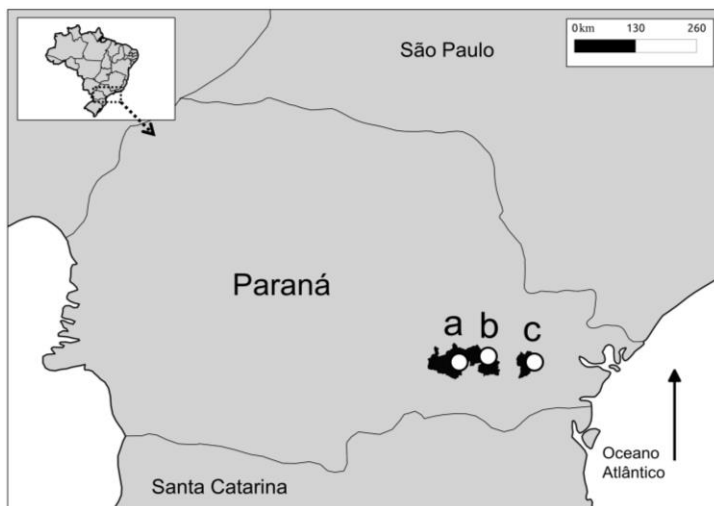 São Paulo
0km 130 260
Paraná
a b c
Oceano
Atlântico
Santa Catarina